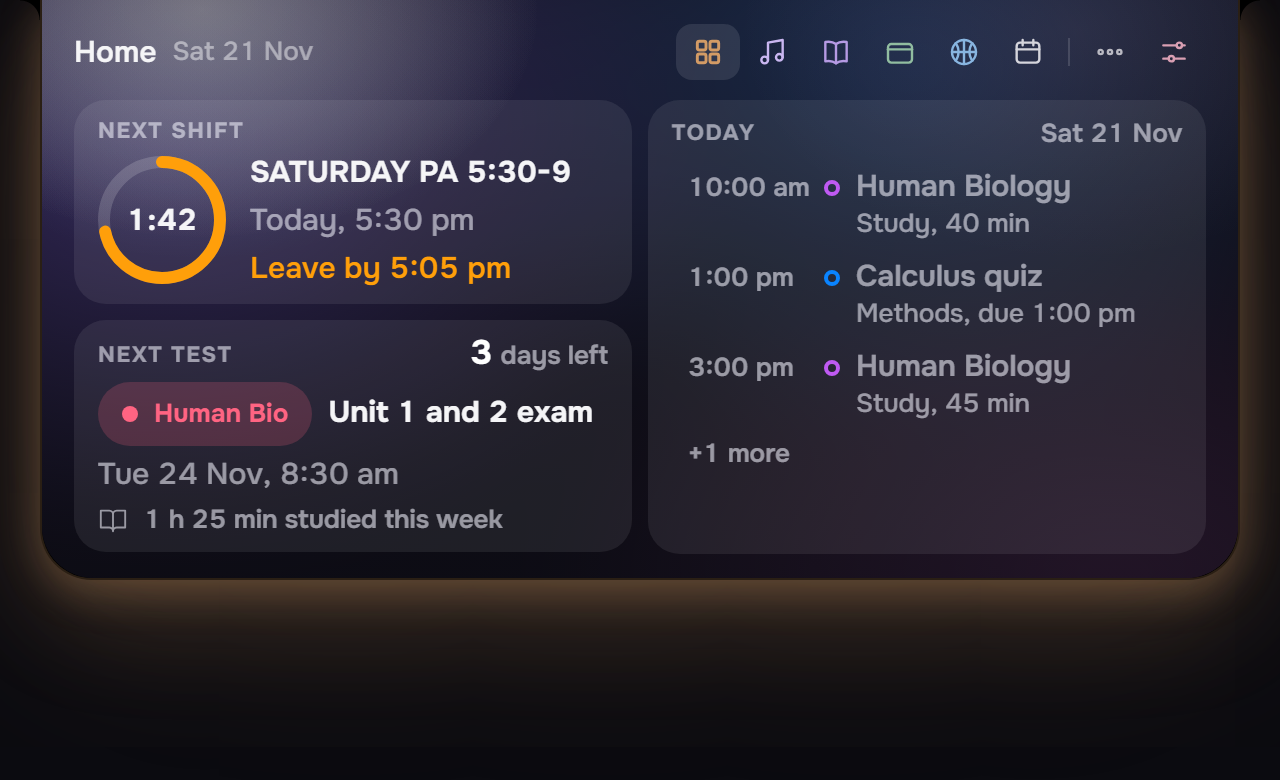 Home Sat 21 Nov
NEXT SHIFT
1:42
SATURDAY PA 5:30-9
Today, 5:30 pm
Leave by 5:05 pm
NEXT TEST
3 days left
Human Bio
Unit 1 and 2 exam
Tue 24 Nov, 8:30 am
1 h 25 min studied this week
TODAY
Sat 21 Nov
10:00 am Human Biology
Study, 40 min
1:00 pm Calculus quiz
Methods, due 1:00 pm
3:00 pm Human Biology
Study, 45 min
+1 more